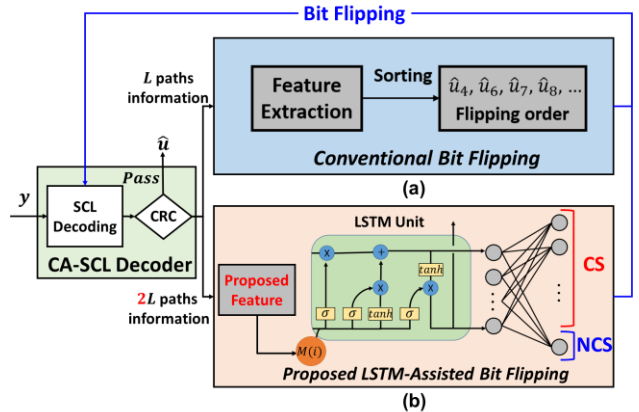 Bit Flipping
L paths
information
Feature
Extraction
Sorting
û₄, û₆, û₇, û₈, ...
Flipping order
Conventional Bit Flipping
(a)
û
Pass
y
SCL
Decoding
CRC
CA-SCL Decoder
2L paths
information
Proposed
Feature
M(i)
LSTM Unit
x
+
tanh
x
x
σ
σ
tanh
σ
CS
NCS
Proposed LSTM-Assisted Bit Flipping
(b)